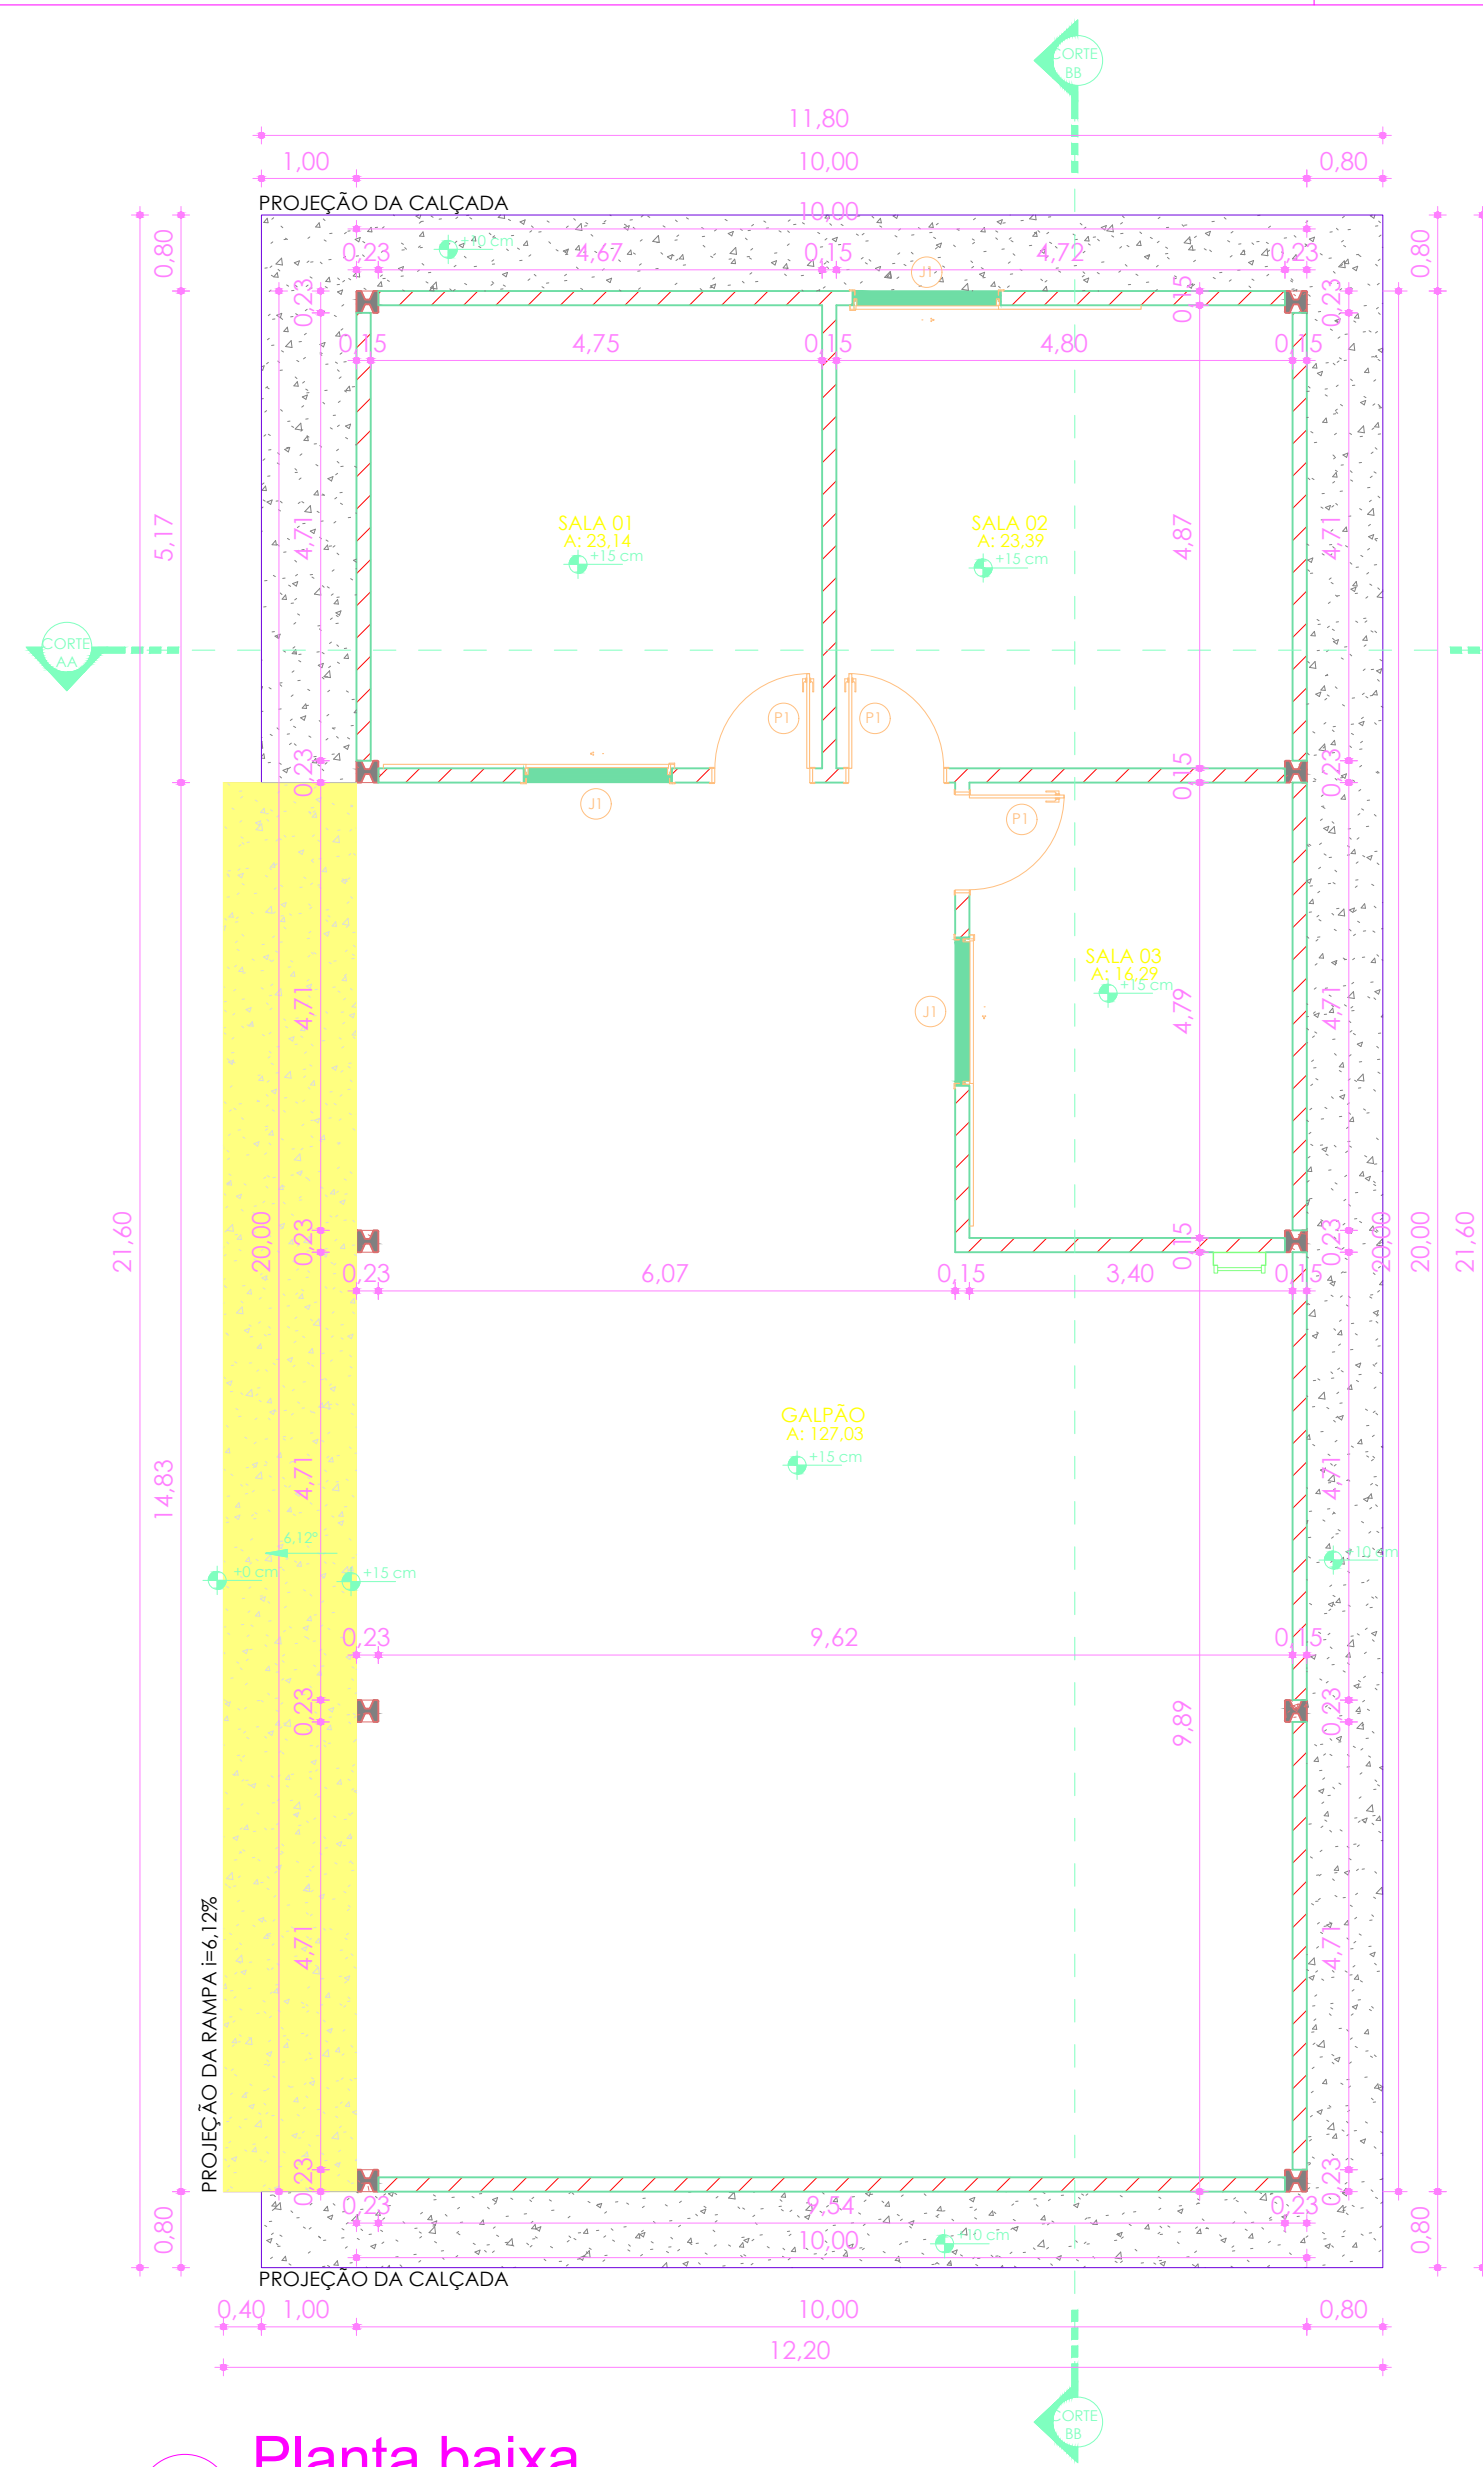 CORTE
BB
11,80
1,00
10,00
0,80
PROJEÇÃO DA CALÇADA
10,00
+10 cm
0,23
4,67
0,15
4,72
0,23
J1
0,80
0,80
0,23
0,15
0,23
0,15
4,75
0,15
4,80
0,15
5,17
4,71
SALA 01
A: 23,14
+15 cm
SALA 02
A: 23,39
+15 cm
4,87
4,71
CORTE
AA
P1
P1
0,23
J1
0,15
0,23
P1
4,71
SALA 03
A: 16,29
+15 cm
J1
4,79
4,71
21,60
20,00
0,23
0,15
0,23
20,00
20,00
21,60
0,23
6,07
0,15
3,40
0,15
GALPÃO
A: 127,03
+15 cm
14,83
4,71
4,71
6,12°
+0 cm
+15 cm
+10 cm
0,23
9,62
0,15
0,23
9,89
0,23
4,71
4,71
PROJEÇÃO DA RAMPA i=6,12%
0,23
0,23
0,23
9,54
0,23
0,80
10,00
+10 cm
0,80
PROJEÇÃO DA CALÇADA
0,40
1,00
10,00
0,80
12,20
CORTE
BB
Planta baixa